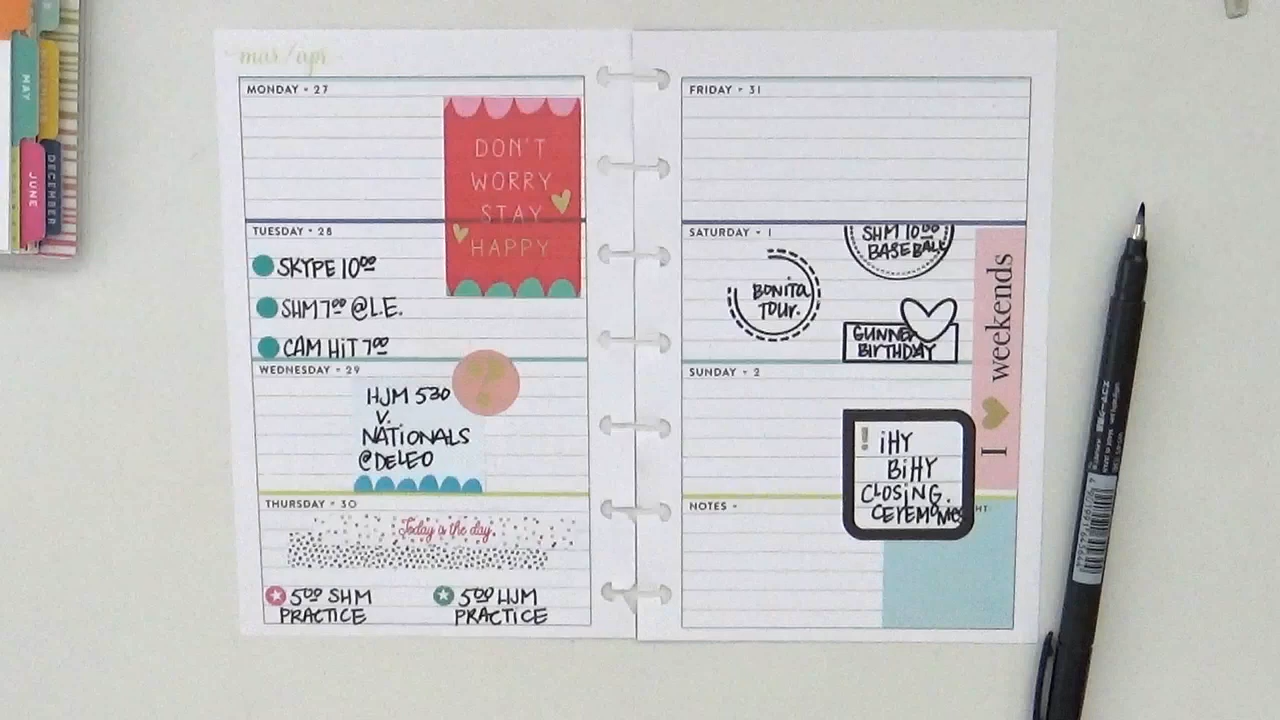 mar/apr
MONDAY • 27
DON'T
WORRY
STAY
HAPPY
TUESDAY • 28
SKYPE 10⁰⁰
SHM 7⁰⁰ @L.E.
CAM HIT 7⁰⁰
WEDNESDAY • 29
HJM 530
V.
NATIONALS
@DELEO
THURSDAY • 30
Today is the day
5⁰⁰ SHM
PRACTICE
5⁰⁰ HJM
PRACTICE
FRIDAY • 31
SATURDAY • 1
SHM 10⁰⁰
BASEBALL
BONITA
TOUR.
GUNNER
BIRTHDAY
I weekends
SUNDAY • 2
! iHY
BiHY
CLOSING
CEREMONIES
NOTES •
MAY
JUNE
DECEMBER